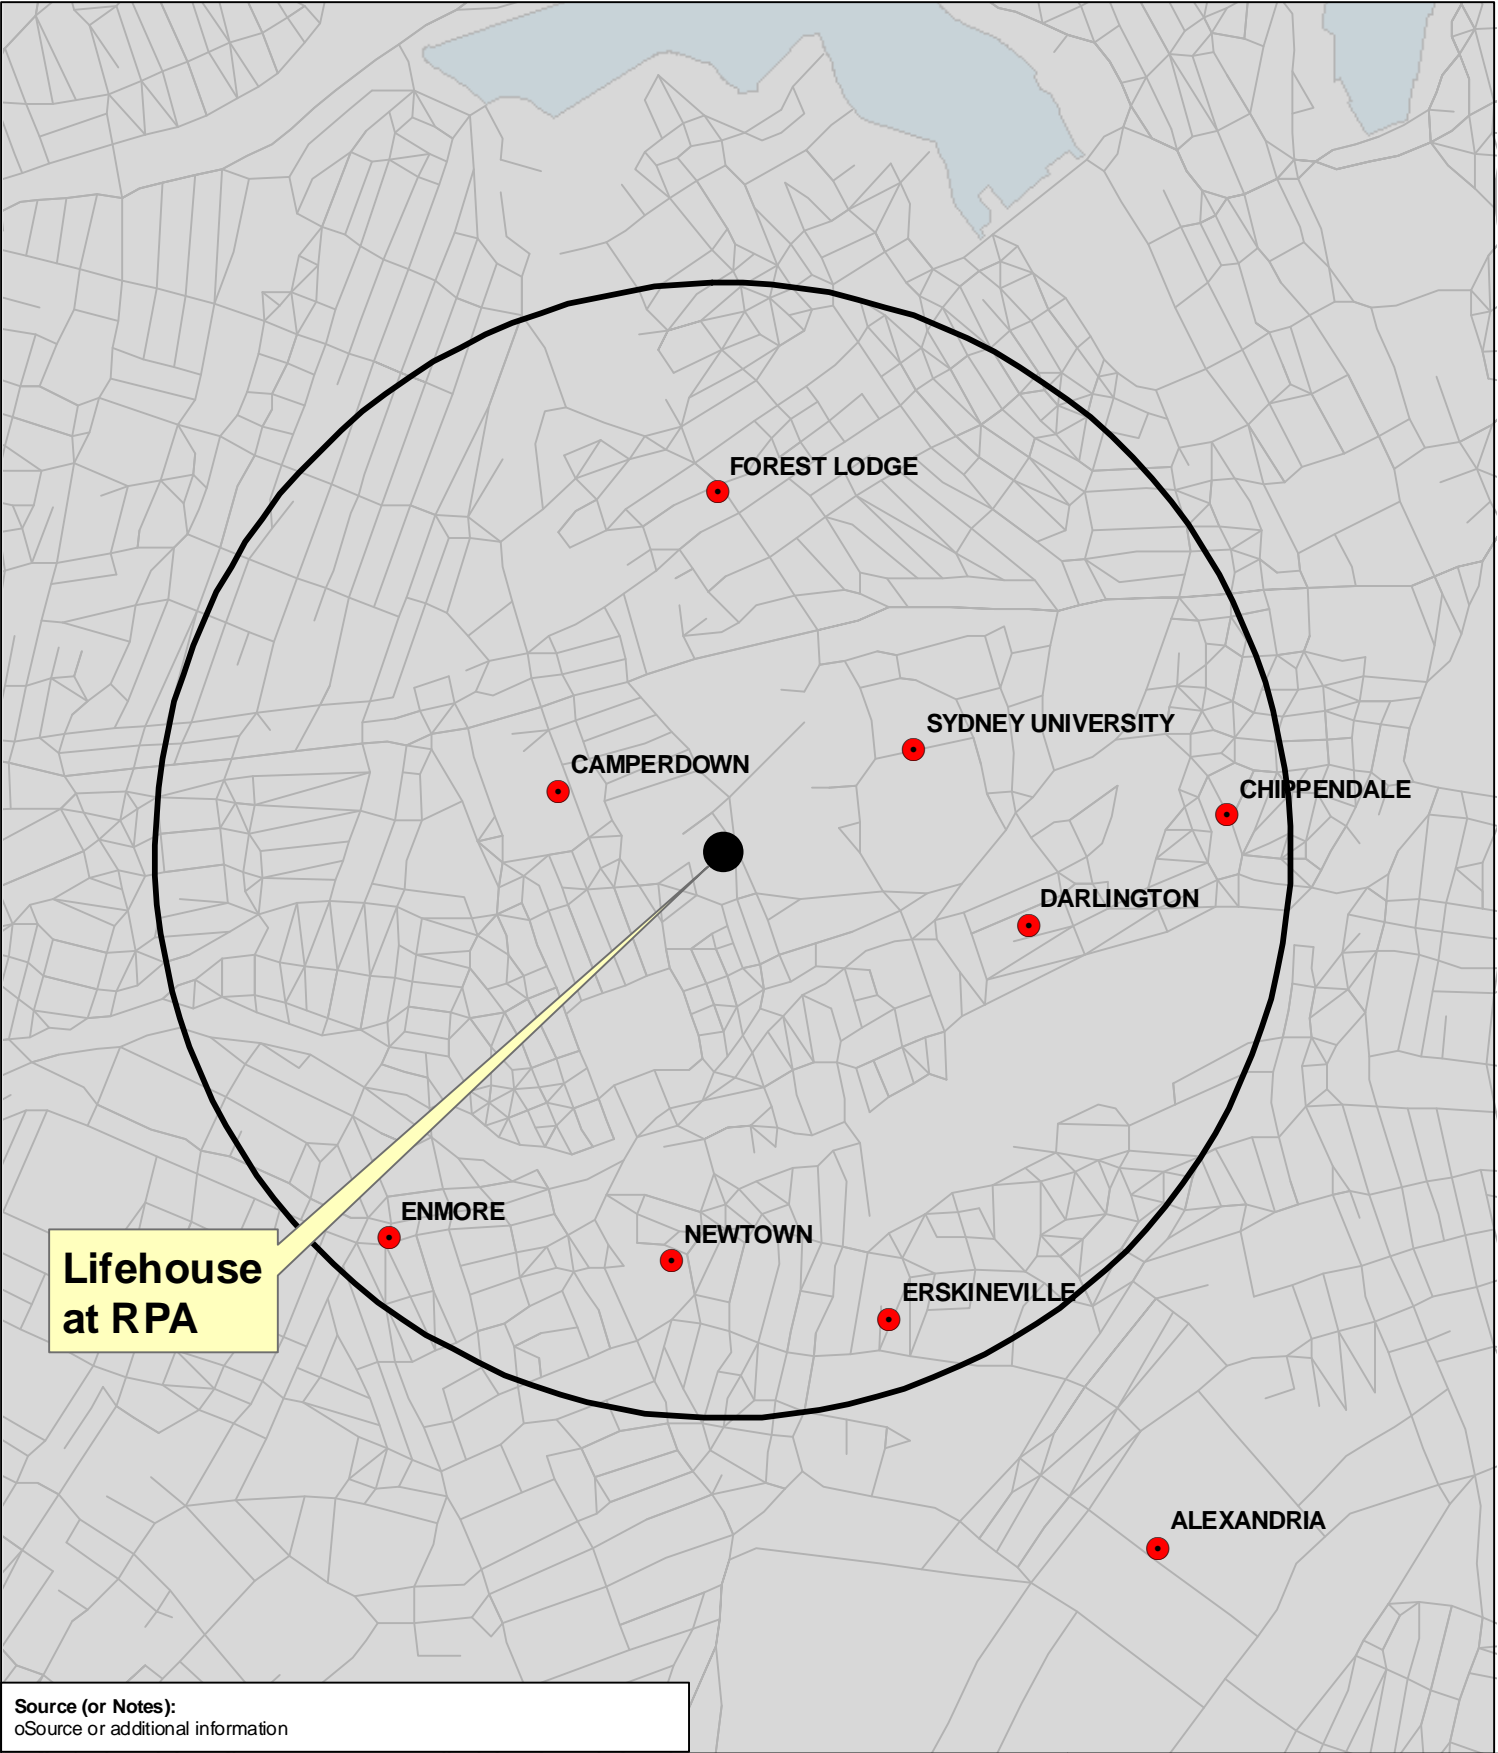 FOREST LODGE
SYDNEY UNIVERSITY
CAMPERDOWN
CHIPPENDALE
DARLINGTON
ENMORE
NEWTOWN
Lifehouse
at RPA
ERSKINEVILLE
ALEXANDRIA
Source (or Notes):
oSource or additional information